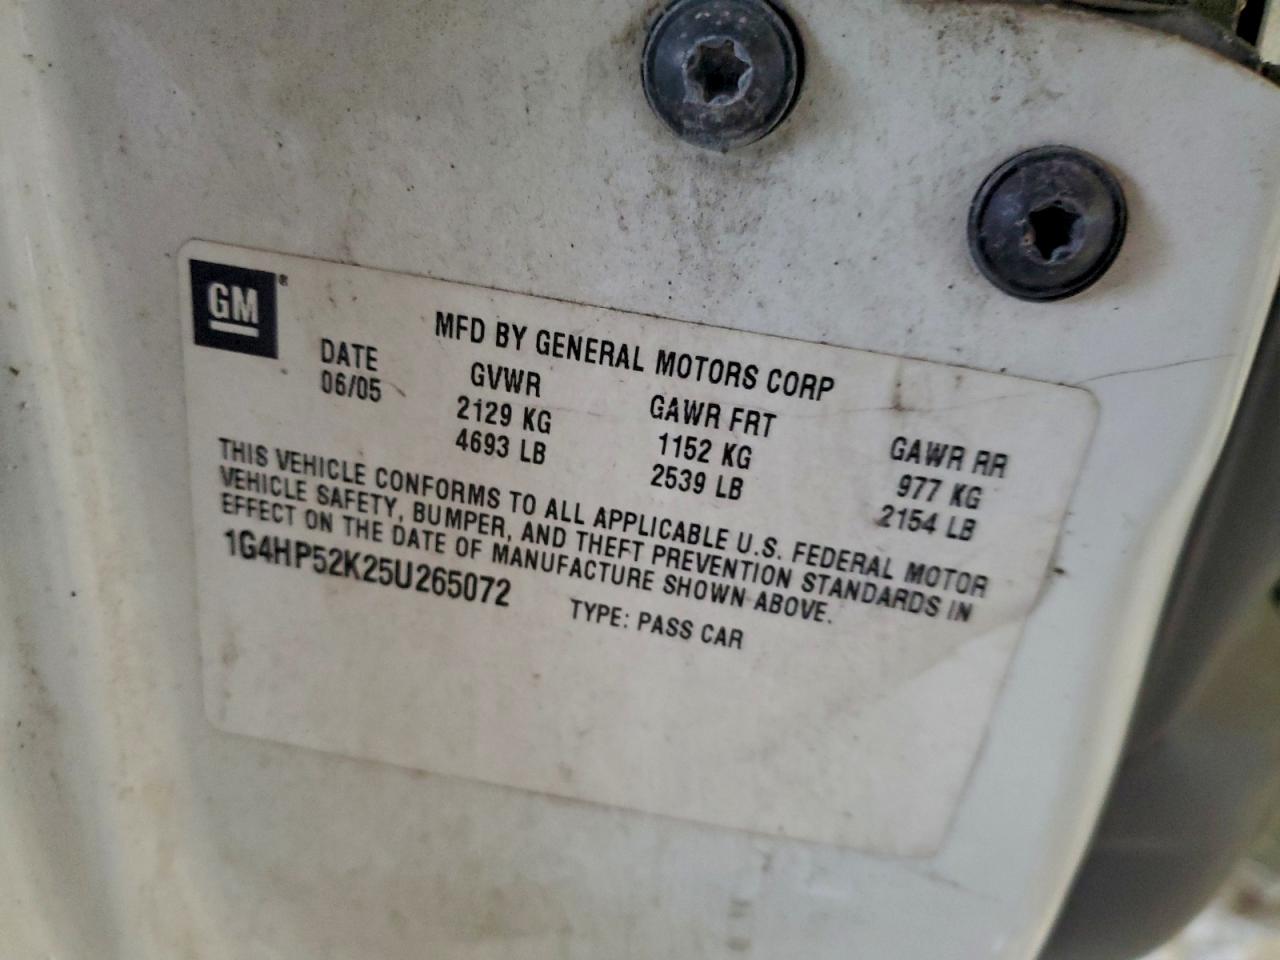 GM®
MFD BY GENERAL MOTORS CORP
DATE GVWR GAWR FRT GAWR RR
06/05 2129 KG 1152 KG 977 KG
4693 LB 2539 LB 2154 LB
THIS VEHICLE CONFORMS TO ALL APPLICABLE U.S. FEDERAL MOTOR
VEHICLE SAFETY, BUMPER, AND THEFT PREVENTION STANDARDS IN
EFFECT ON THE DATE OF MANUFACTURE SHOWN ABOVE.
1G4HP52K25U265072 TYPE: PASS CAR